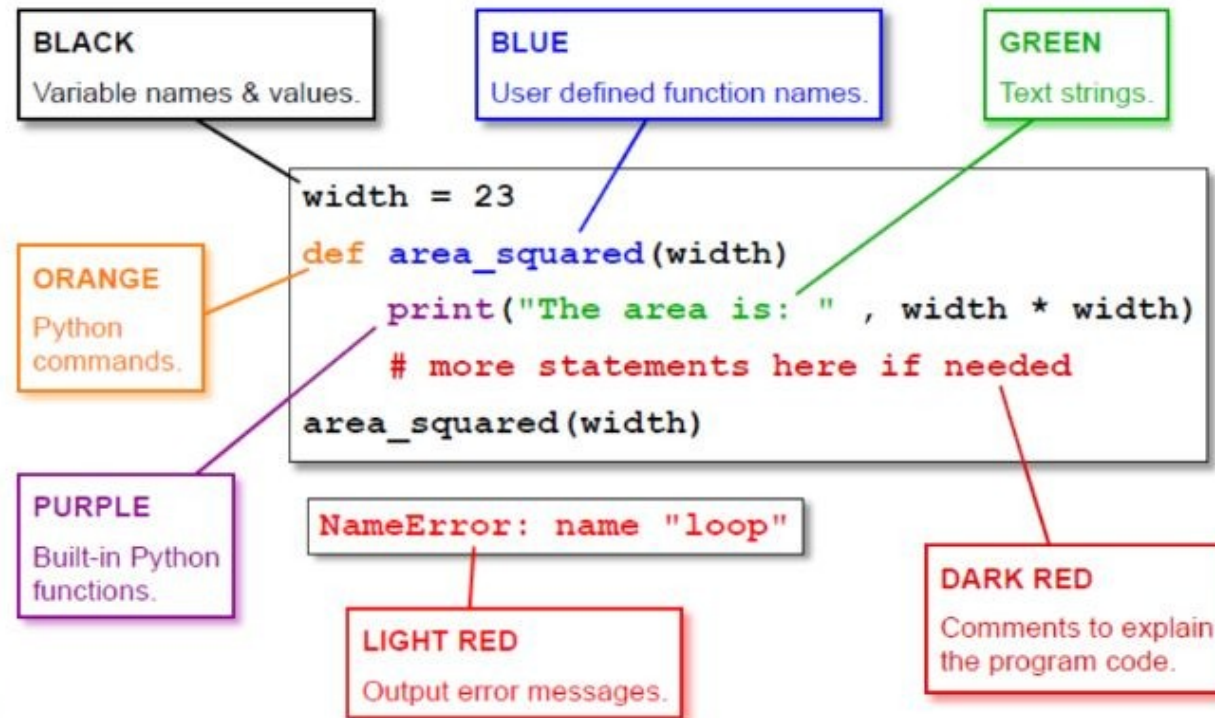 BLACK
Variable names & values.
BLUE
User defined function names.
GREEN
Text strings.
width = 23
def area_squared(width)
print("The area is: " , width * width)
# more statements here if needed
area_squared(width)
ORANGE
Python
commands.
PURPLE
Built-in Python
functions.
NameError: name "loop"
LIGHT RED
Output error messages.
DARK RED
Comments to explain
the program code.